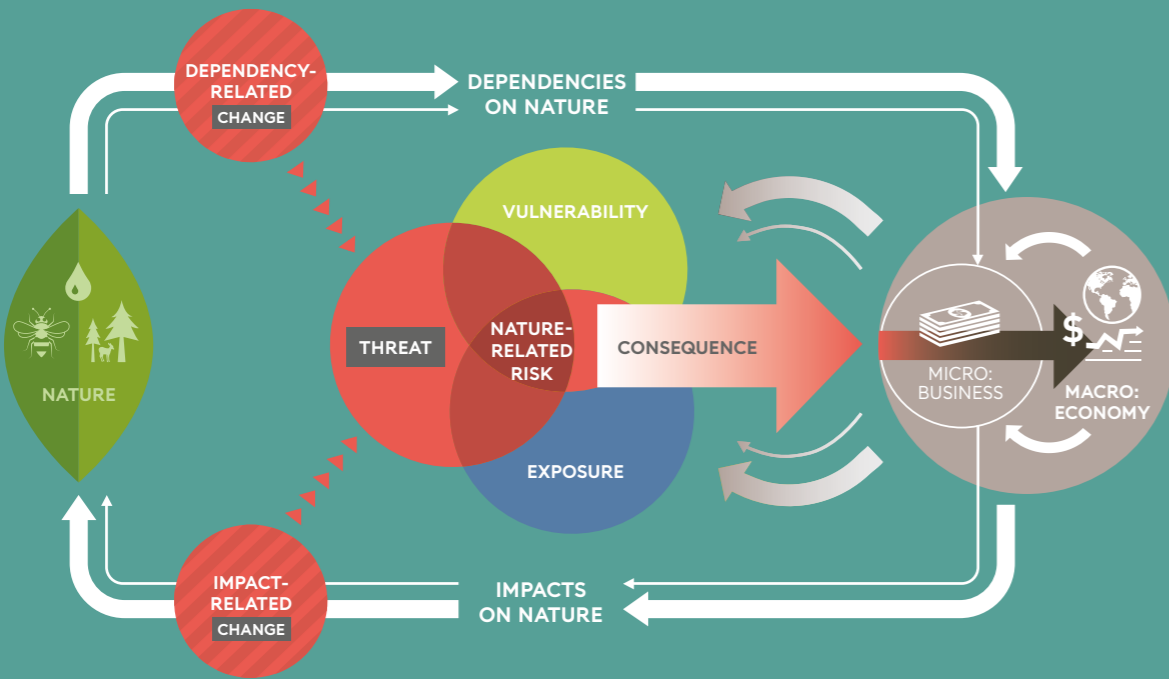 DEPENDENCY-
RELATED
CHANGE
DEPENDENCIES
ON NATURE
VULNERABILITY
NATURE
THREAT
NATURE-
RELATED
RISK
CONSEQUENCE
$
MICRO:
BUSINESS
MACRO:
ECONOMY
EXPOSURE
IMPACT-
RELATED
CHANGE
IMPACTS
ON NATURE